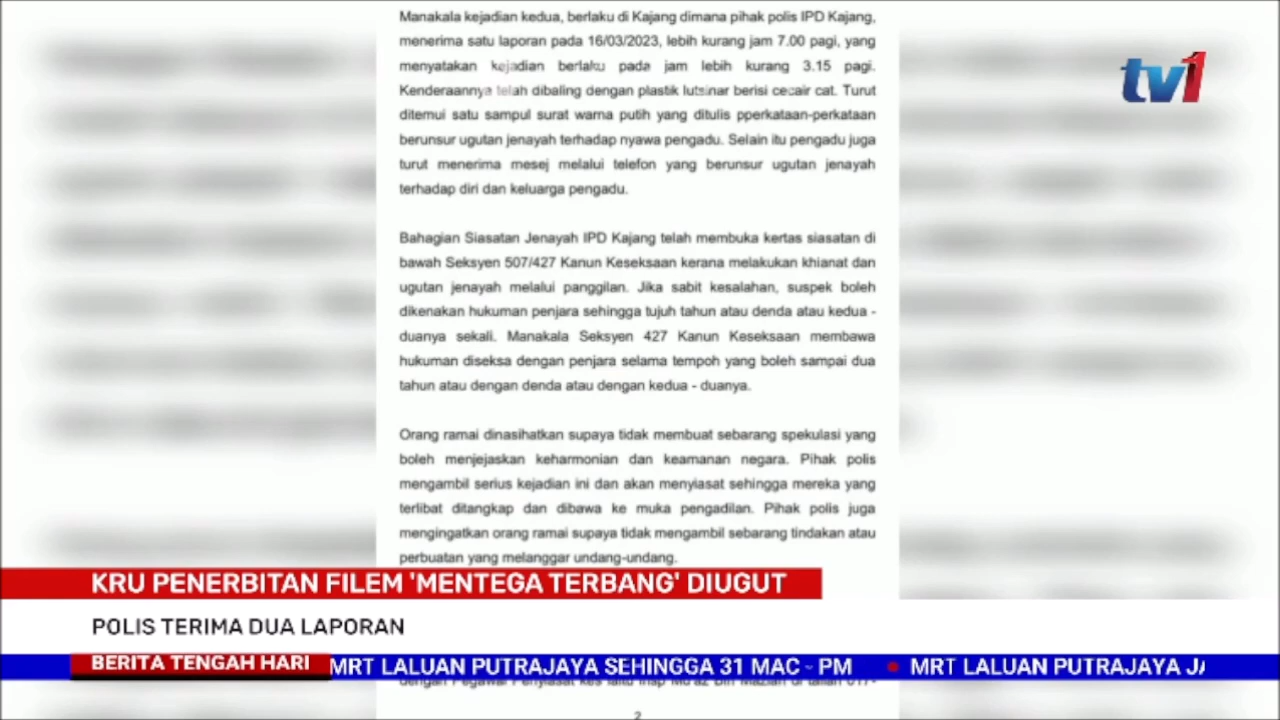 Manakala kejadian kedua, berlaku di Kajang dimana pihak polis IPD Kajang,
menerima satu laporan pada 16/03/2023, lebih kurang jam 7.00 pagi, yang
menyatakan kejadian berlaku pada jam lebih kurang 3.15 pagi.
Kenderaannya telah dibaling dengan plastik lutsinar berisi cecair cat. Turut
ditemui satu sampul surat warna putih yang ditulis pperkataan-perkataan
berunsur ugutan jenayah terhadap nyawa pengadu. Selain itu pengadu juga
turut menerima mesej melalui telefon yang berunsur ugutan jenayah
terhadap diri dan keluarga pengadu.
Bahagian Siasatan Jenayah IPD Kajang telah membuka kertas siasatan di
bawah Seksyen 507/427 Kanun Keseksaan kerana melakukan khianat dan
ugutan jenayah melalui panggilan. Jika sabit kesalahan, suspek boleh
dikenakan hukuman penjara sehingga tujuh tahun atau denda atau kedua -
duanya sekali. Manakala Seksyen 427 Kanun Keseksaan membawa
hukuman diseksa dengan penjara selama tempoh yang boleh sampai dua
tahun atau dengan denda atau dengan kedua - duanya.
Orang ramai dinasihatkan supaya tidak membuat sebarang spekulasi yang
boleh menjejaskan keharmonian dan keamanan negara. Pihak polis
mengambil serius kejadian ini dan akan menyiasat sehingga mereka yang
terlibat ditangkap dan dibawa ke muka pengadilan. Pihak polis juga
mengingatkan orang ramai supaya tidak mengambil sebarang tindakan atau
perbuatan yang melanggar undang-undang.
tv1
KRU PENERBITAN FILEM 'MENTEGA TERBANG' DIUGUT
POLIS TERIMA DUA LAPORAN
BERITA TENGAH HARI
MRT LALUAN PUTRAJAYA SEHINGGA 31 MAC - PM • MRT LALUAN PUTRAJAYA
2